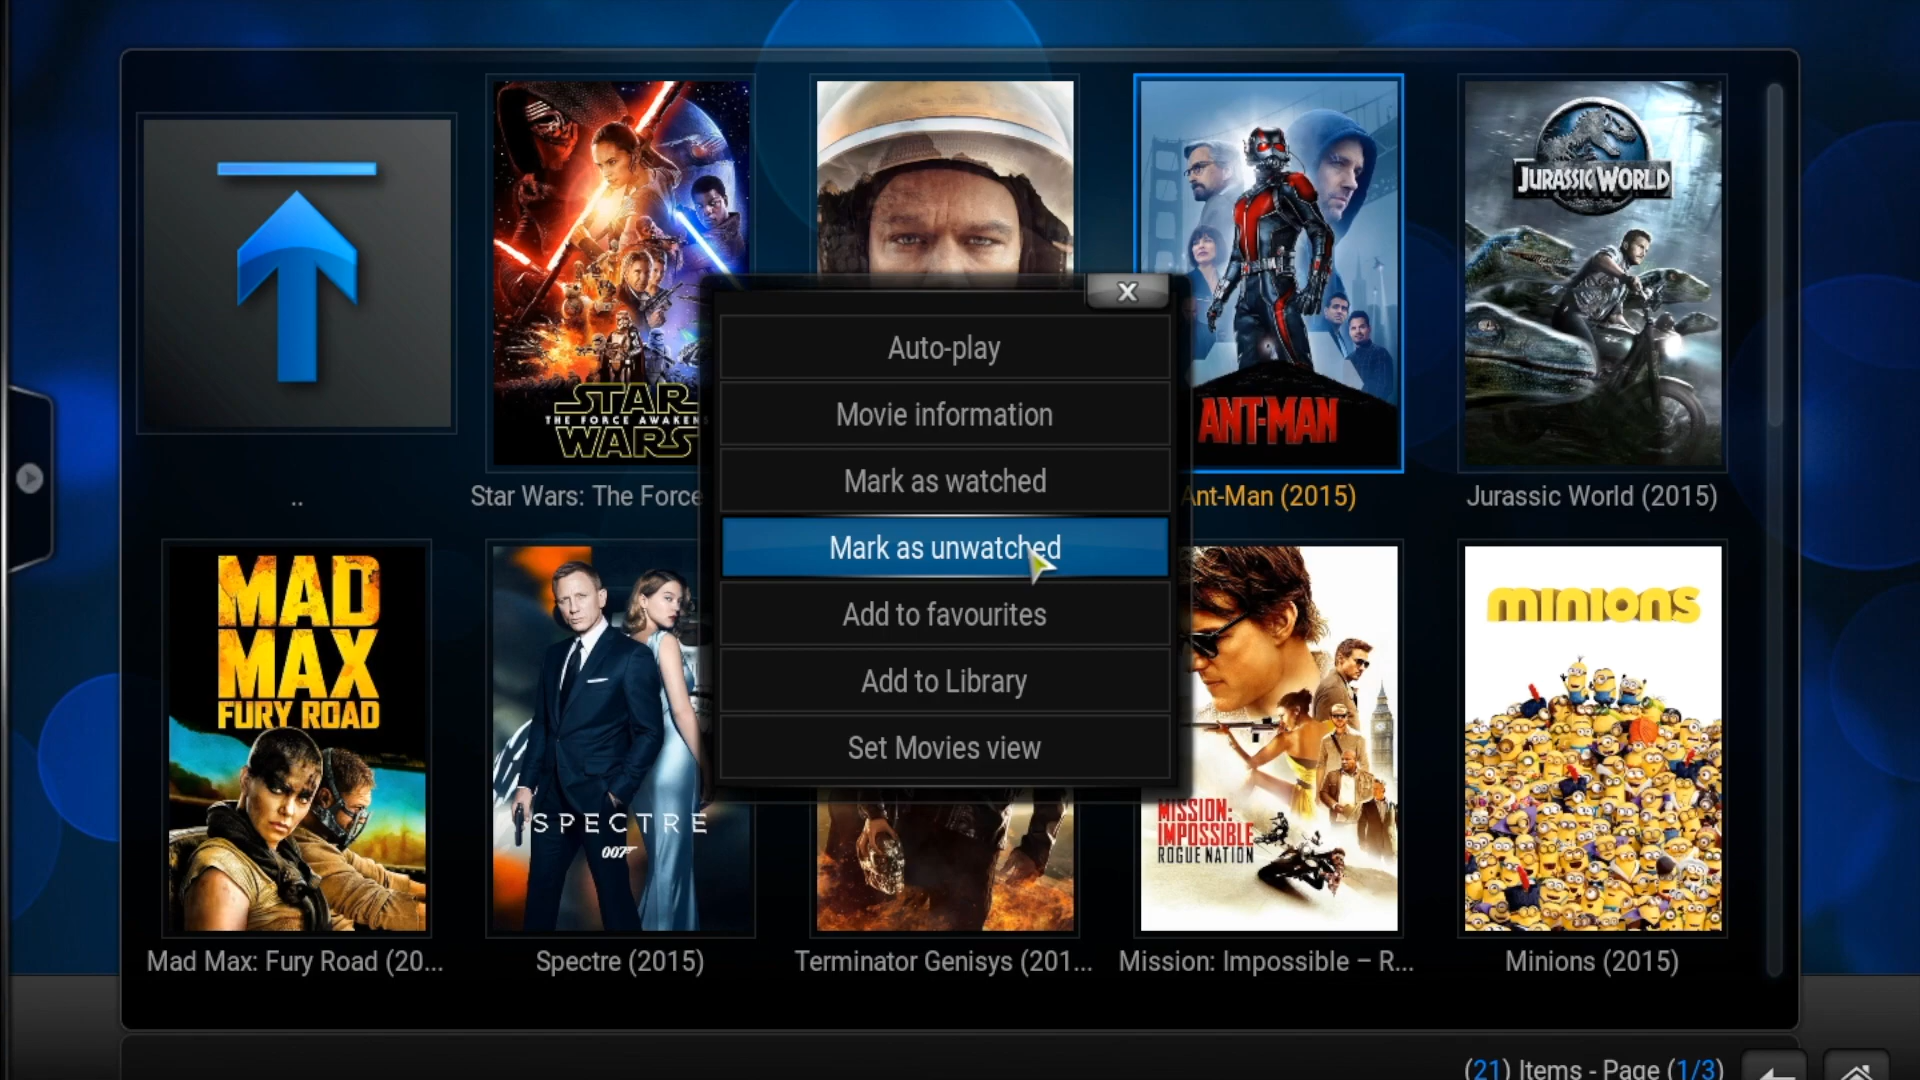 JURASSIC WORLD
X
Auto-play
Movie information
Mark as watched
Mark as unwatched
Add to favourites
Add to Library
Set Movies view
STAR
THE FORCE AWAKENS
WARS
ANT-MAN
..
Star Wars: The Force
Ant-Man (2015)
Jurassic World (2015)
MAD
MAX
FURY ROAD
SPECTRE
007
MISSION:
IMPOSSIBLE
ROGUE NATION
minions
Mad Max: Fury Road (20...
Spectre (2015)
Terminator Genisys (201...
Mission: Impossible – R...
Minions (2015)
(21) Items - Page (1/3)